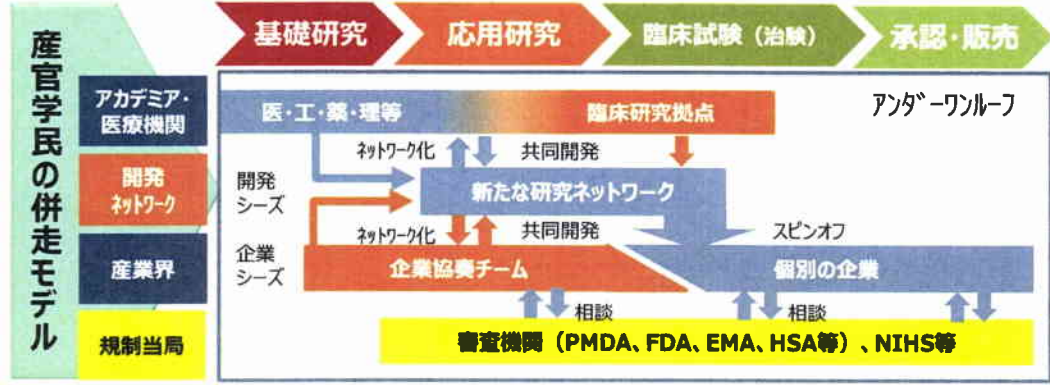 産官学民の併走モデル
基礎研究
応用研究
臨床試験（治験）
承認・販売
アカデミア・
医療機関
医・工・薬・理等
臨床研究拠点
アンダーワンルーフ
ネットワーク化
共同開発
開発
ネットワーク
開発
シーズ
新たな研究ネットワーク
ネットワーク化
共同開発
スピンオフ
産業界
企業
シーズ
企業協奏チーム
個別の企業
相談
相談
規制当局
審査機関（PMDA、FDA、EMA、HSA等）、NIHS等